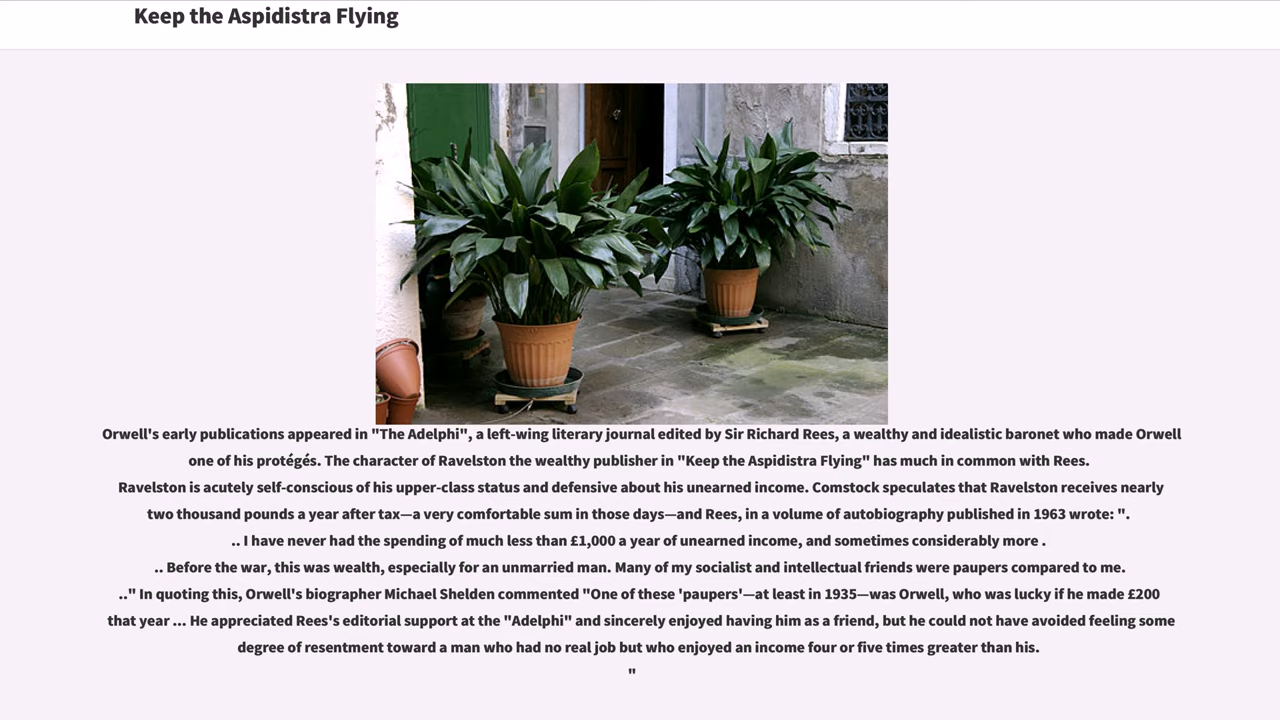 Keep the Aspidistra Flying
Orwell's early publications appeared in "The Adelphi", a left-wing literary journal edited by Sir Richard Rees, a wealthy and idealistic baronet who made Orwell
one of his protégés. The character of Ravelston the wealthy publisher in "Keep the Aspidistra Flying" has much in common with Rees.
Ravelston is acutely self-conscious of his upper-class status and defensive about his unearned income. Comstock speculates that Ravelston receives nearly
two thousand pounds a year after tax—a very comfortable sum in those days—and Rees, in a volume of autobiography published in 1963 wrote: ".
.. I have never had the spending of much less than £1,000 a year of unearned income, and sometimes considerably more .
.. Before the war, this was wealth, especially for an unmarried man. Many of my socialist and intellectual friends were paupers compared to me.
.." In quoting this, Orwell's biographer Michael Shelden commented "One of these 'paupers'—at least in 1935—was Orwell, who was lucky if he made £200
that year ... He appreciated Rees's editorial support at the "Adelphi" and sincerely enjoyed having him as a friend, but he could not have avoided feeling some
degree of resentment toward a man who had no real job but who enjoyed an income four or five times greater than his.
"